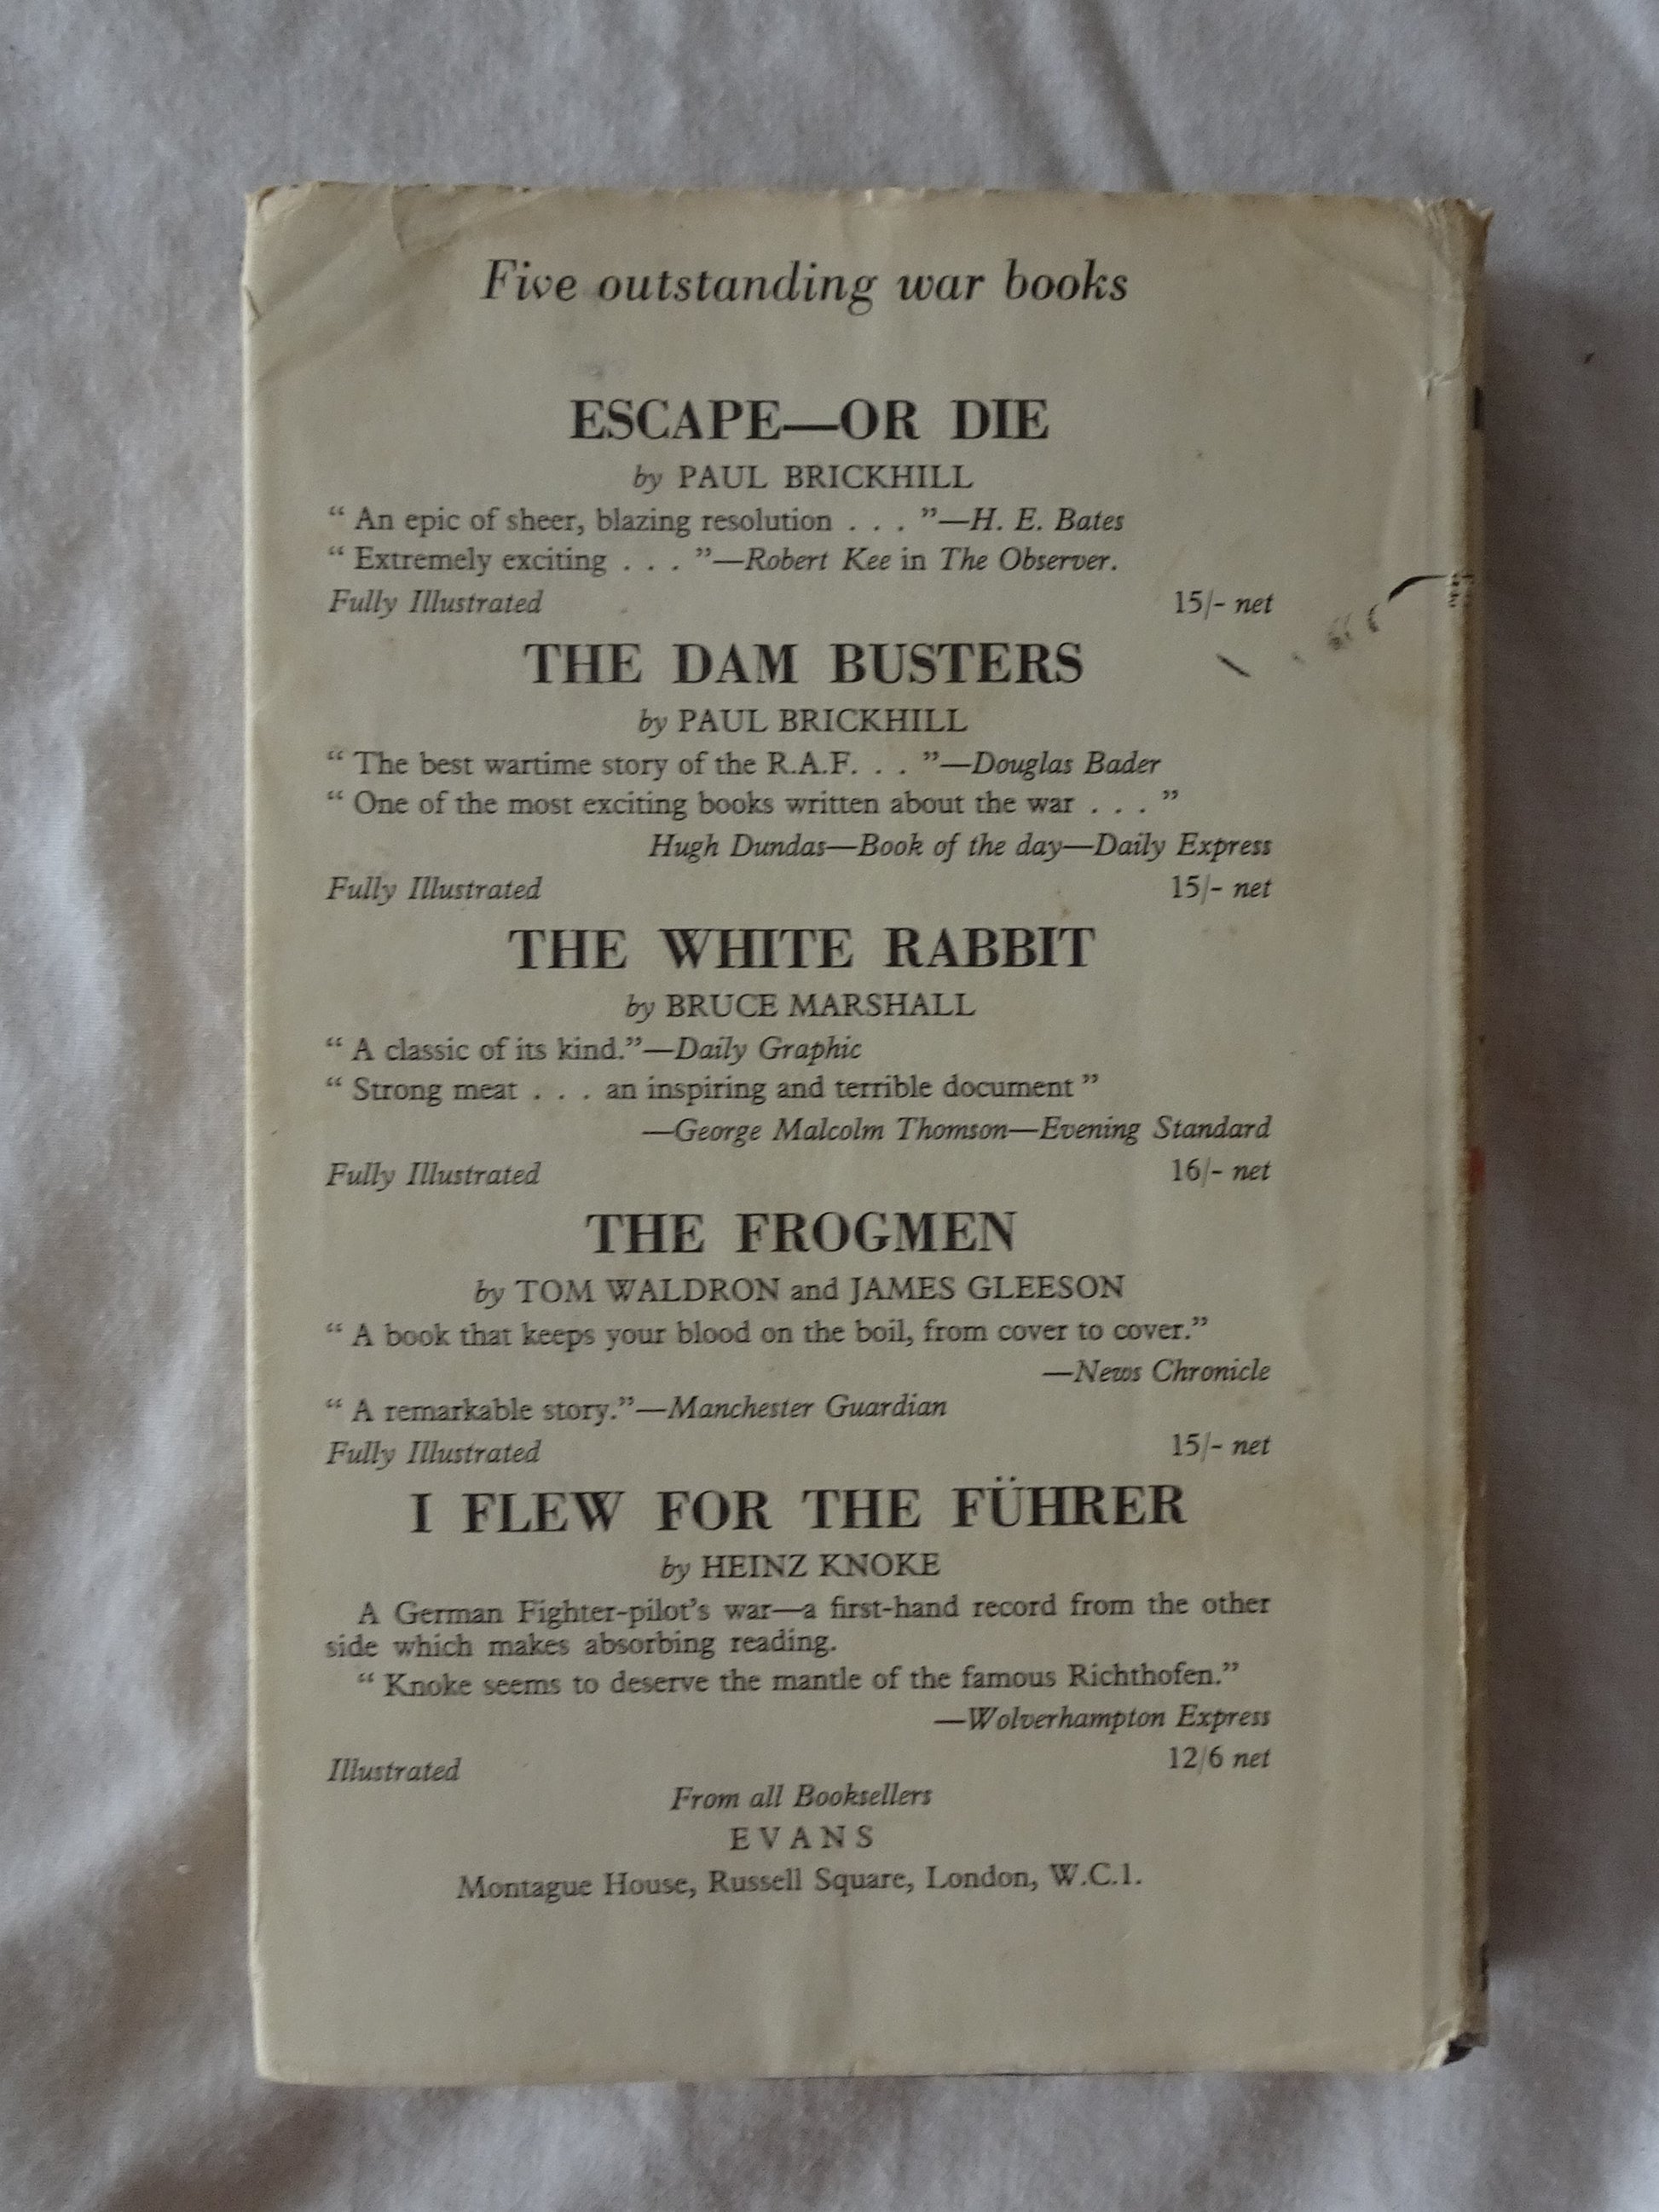 Five outstanding war books
ESCAPE—OR DIE
by PAUL BRICKHILL
“ An epic of sheer, blazing resolution . . . ”—H. E. Bates
“ Extremely exciting . . . ”—Robert Kee in The Observer.
Fully Illustrated 15/- net
THE DAM BUSTERS
by PAUL BRICKHILL
“ The best wartime story of the R.A.F. . . ”—Douglas Bader
“ One of the most exciting books written about the war . . . ”
Hugh Dundas—Book of the day—Daily Express
Fully Illustrated 15/- net
THE WHITE RABBIT
by BRUCE MARSHALL
“ A classic of its kind.”—Daily Graphic
“ Strong meat . . . an inspiring and terrible document ”
—George Malcolm Thomson—Evening Standard
Fully Illustrated 16/- net
THE FROGMEN
by TOM WALDRON and JAMES GLEESON
“ A book that keeps your blood on the boil, from cover to cover.”
—News Chronicle
“ A remarkable story.”—Manchester Guardian
Fully Illustrated 15/- net
I FLEW FOR THE FÜHRER
by HEINZ KNOKE
A German Fighter-pilot’s war—a first-hand record from the other
side which makes absorbing reading.
“ Knoke seems to deserve the mantle of the famous Richthofen.”
—Wolverhampton Express
Illustrated 12/6 net
From all Booksellers
EVANS
Montague House, Russell Square, London, W.C.1.